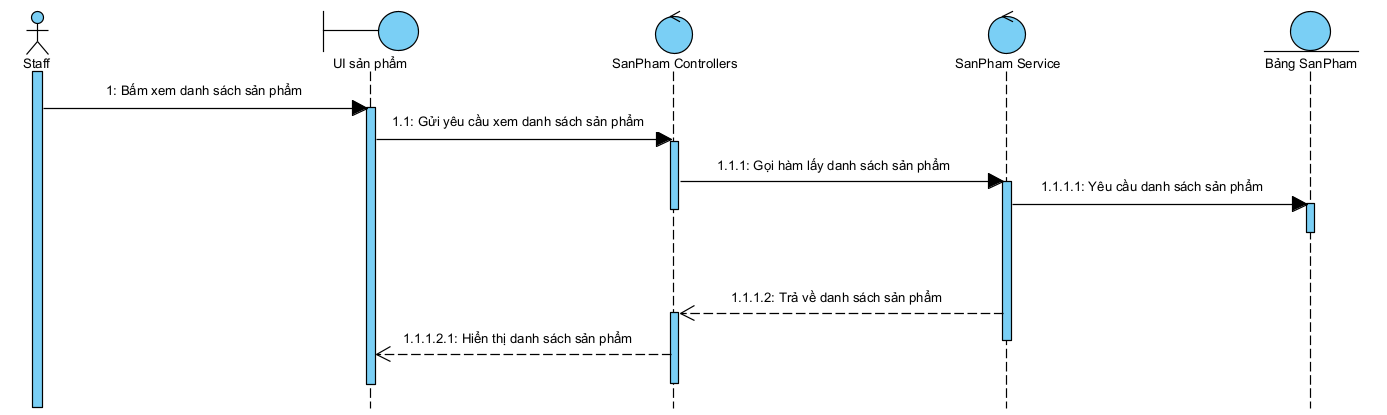 Staff
UI sản phẩm
SanPham Controllers
SanPham Service
Bảng SanPham
1: Bấm xem danh sách sản phẩm
1.1: Gửi yêu cầu xem danh sách sản phẩm
1.1.1: Gọi hàm lấy danh sách sản phẩm
1.1.1.1: Yêu cầu danh sách sản phẩm
1.1.1.2: Trả về danh sách sản phẩm
1.1.1.2.1: Hiển thị danh sách sản phẩm